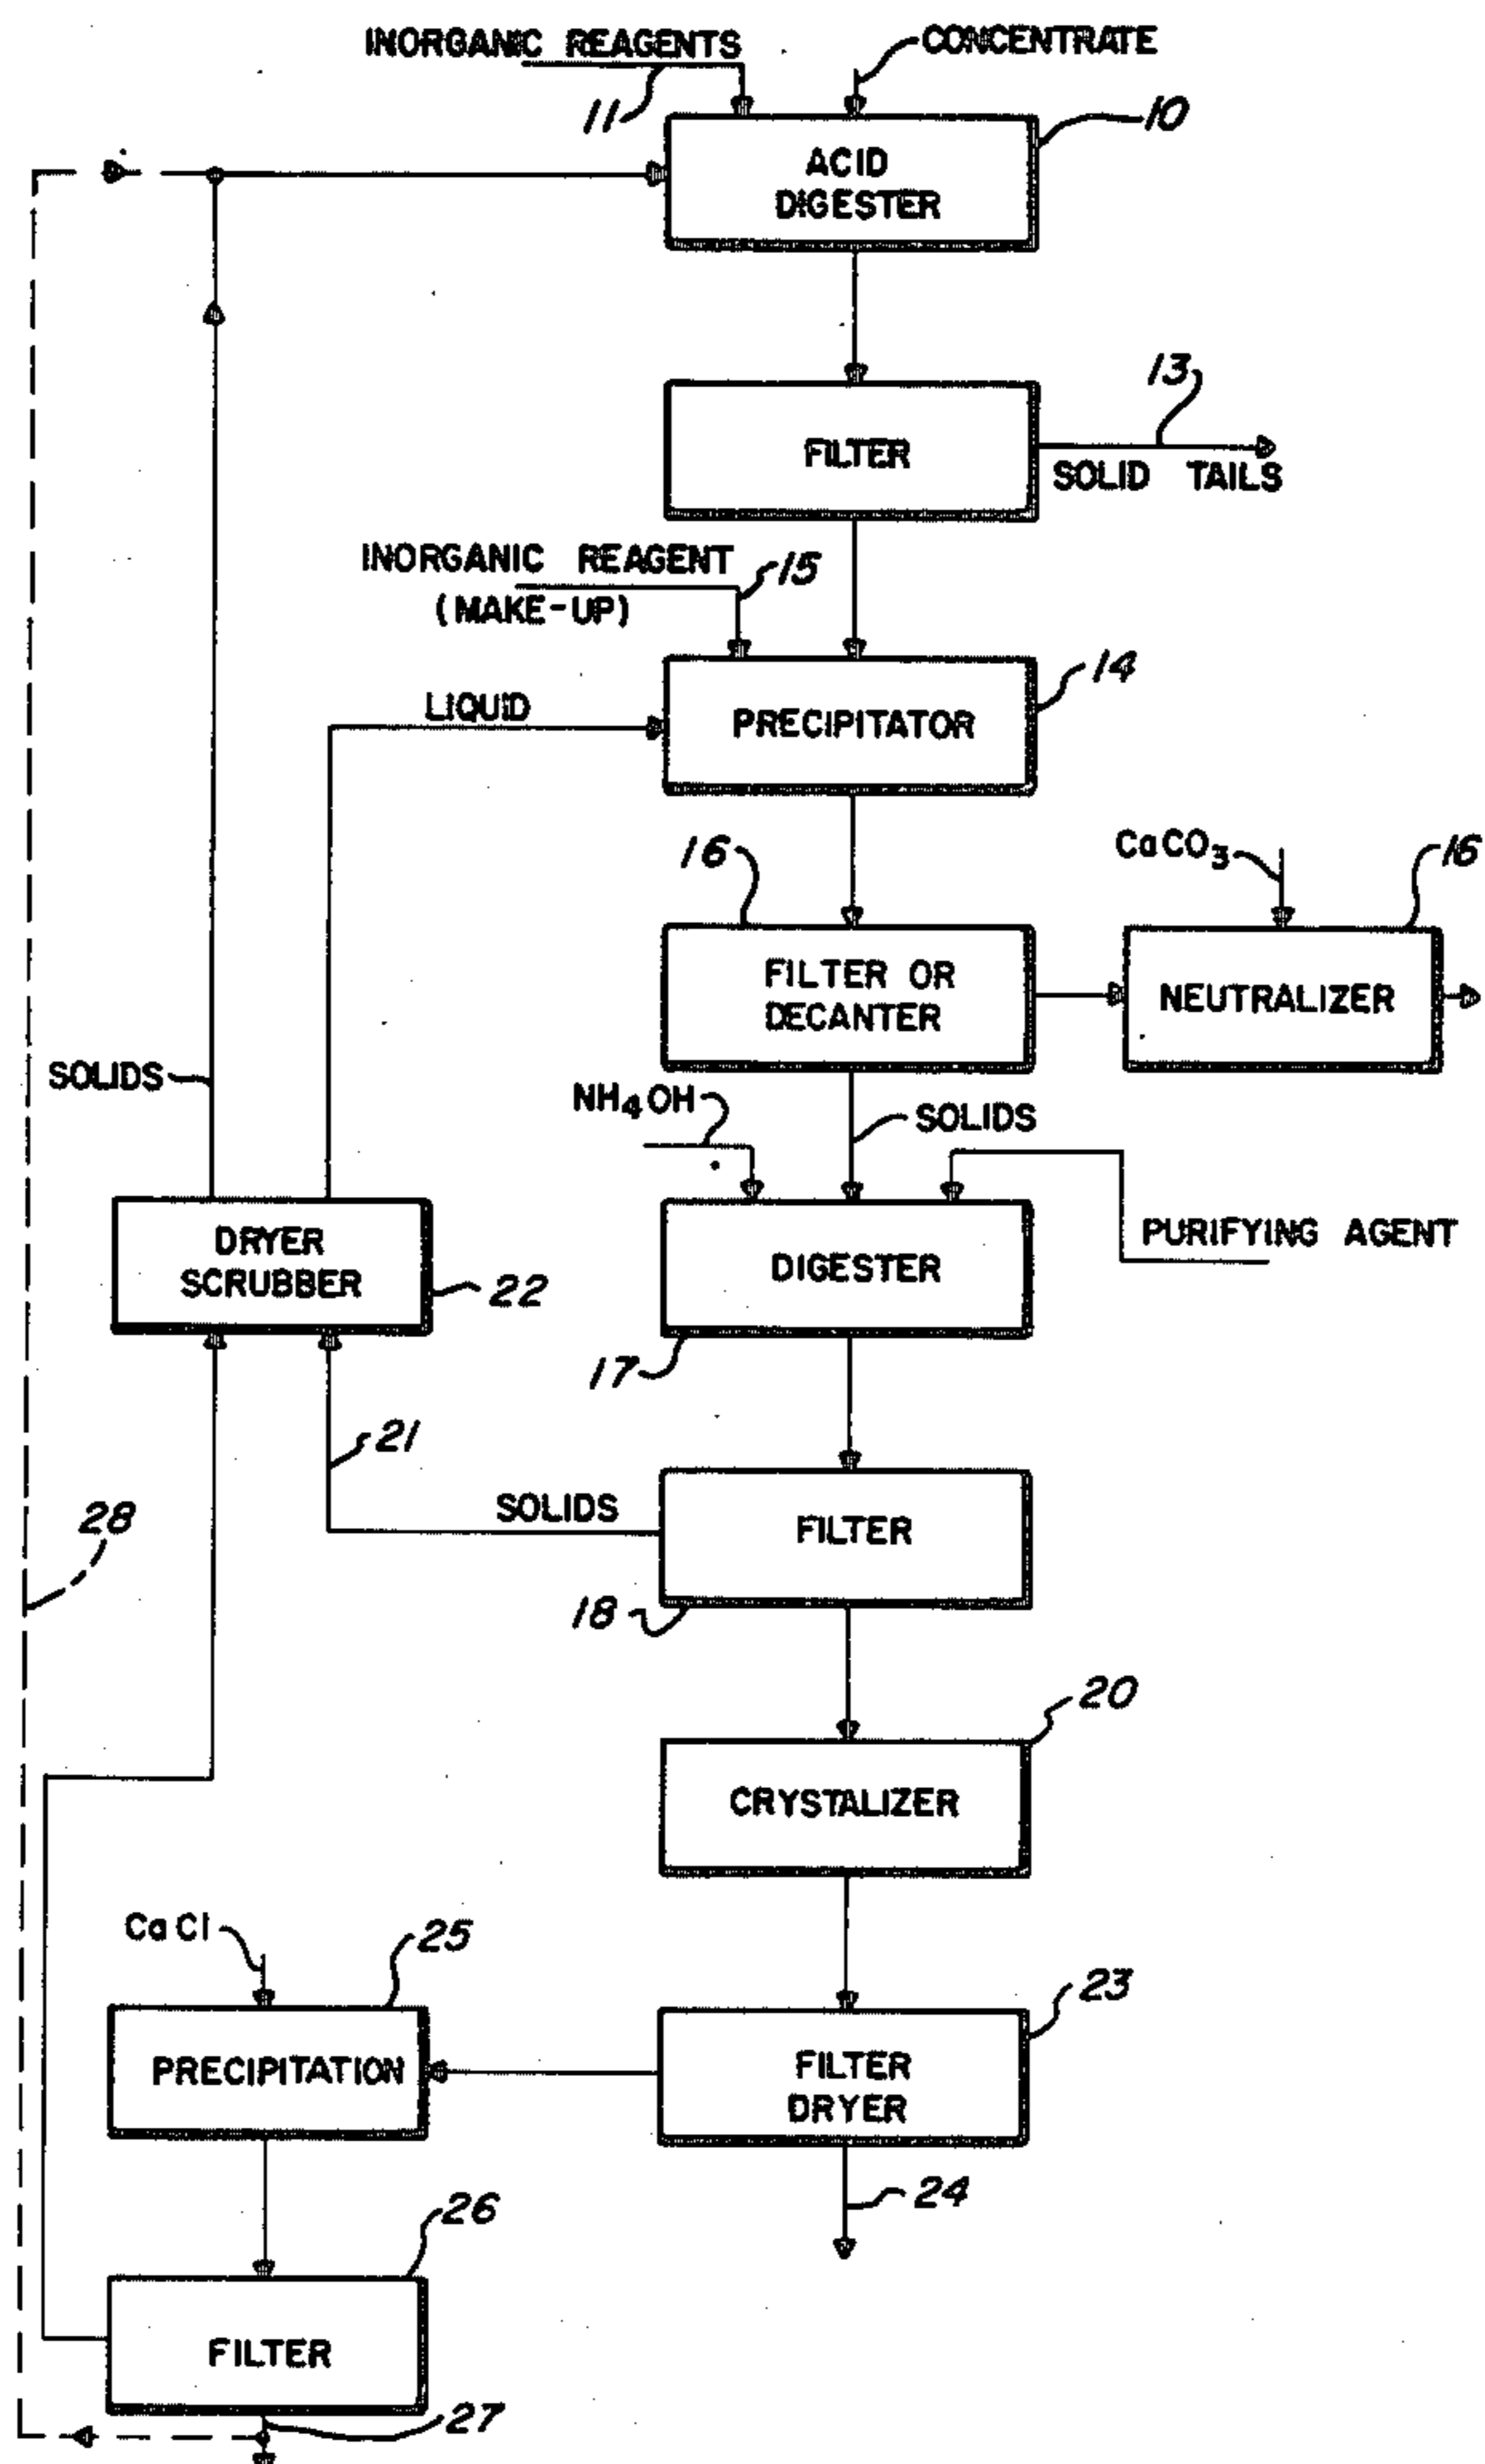 INORGANIC REAGENTS
CONCENTRATE
11
10
ACID
DIGESTER
13
FILTER
SOLID TAILS
INORGANIC REAGENT
(MAKE-UP)
15
14
LIQUID
PRECIPITATOR
16
CaCO3
16
FILTER OR
DECANTER
NEUTRALIZER
SOLIDS
NH4OH
SOLIDS
PURIFYING AGENT
DRYER
SCRUBBER
22
DIGESTER
17
21
28
SOLIDS
FILTER
18
20
CRYSTALIZER
CaCl
25
23
PRECIPITATION
FILTER
DRYER
24
26
FILTER
27